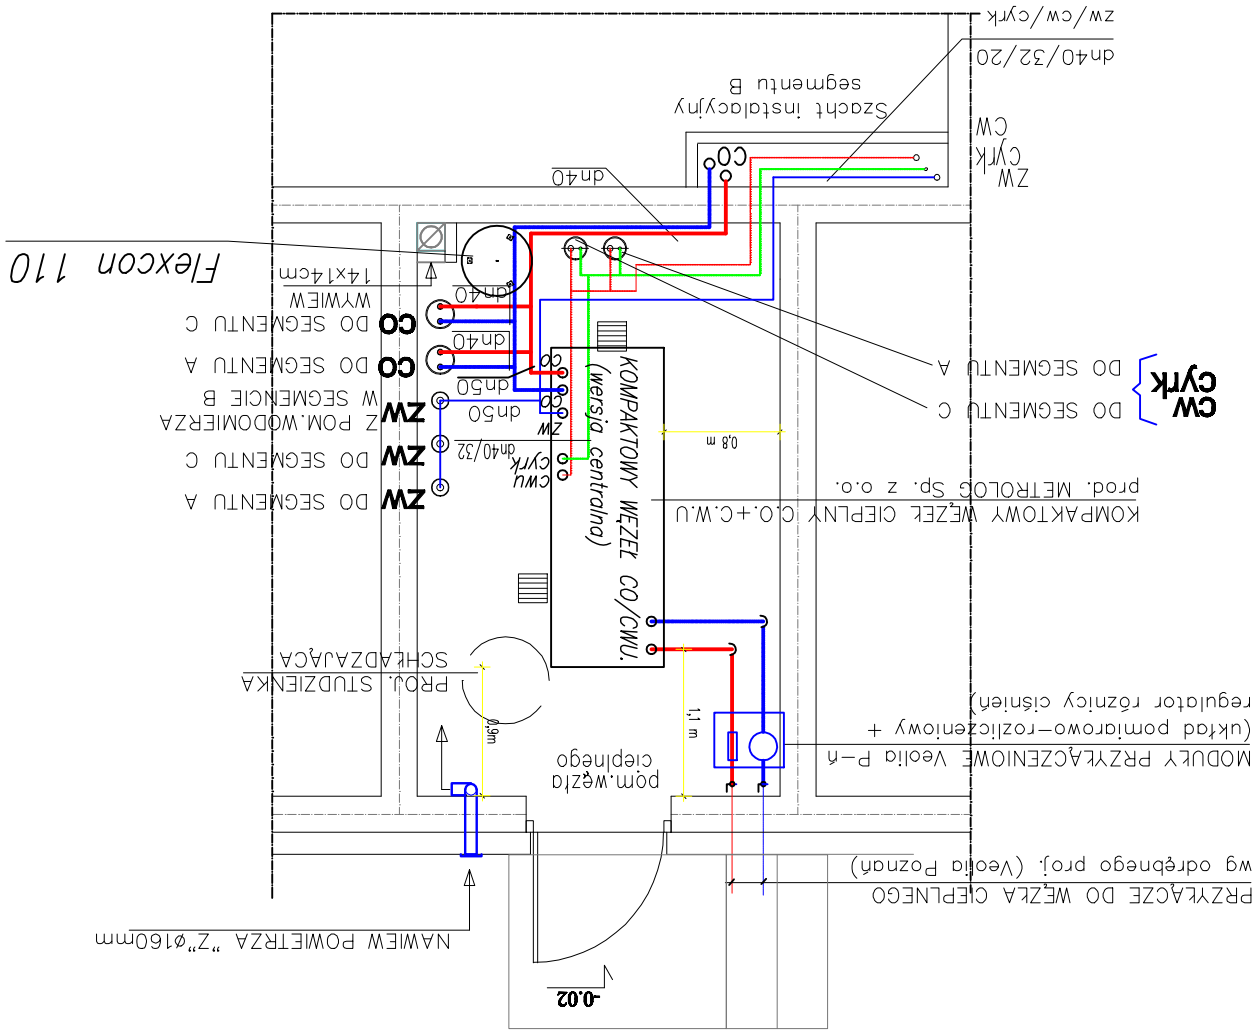 PRZYŁĄCZE DO WĘZŁA CIEPLNEGO
wg odrębnego proj. (Veolia Poznań)
-0.02
NAWIEW POWIETRZA "Z"ø160mm
MODUŁY PRZYŁĄCZENIOWE Veolia P-ń
(układ pomiarowo-rozliczeniowy +
regulator różnicy ciśnień)
pom.węzła
cieplnego
1,1 m
0,9m
PROJ. STUDZIENKA
SCHŁADZAJĄCA
KOMPAKTOWY WĘZEŁ CIEPLNY C.O.+C.W.U
prod. METROLOG Sp. z o.o.
KOMPAKTOWY WĘZEŁ CO/CWU.
(wersja centralna)
0,8 m
CWU
cyrk
ZW
CO
CO
dn40/32
dn50
dn50
dn40
dn40
ZW DO SEGMENTU A
ZW DO SEGMENTU C
ZW Z POM.WODOMIERZA
W SEGMENCIE B
CO DO SEGMENTU A
CO DO SEGMENTU C
WYWIEW
14x14cm
Flexcon 110
CW
cyrk
DO SEGMENTU C
DO SEGMENTU A
dn40
CO
ZW
Cyrk
CW
Szacht instalacyjny
segmentu B
dn40/32/20
zw/cw/cyrk